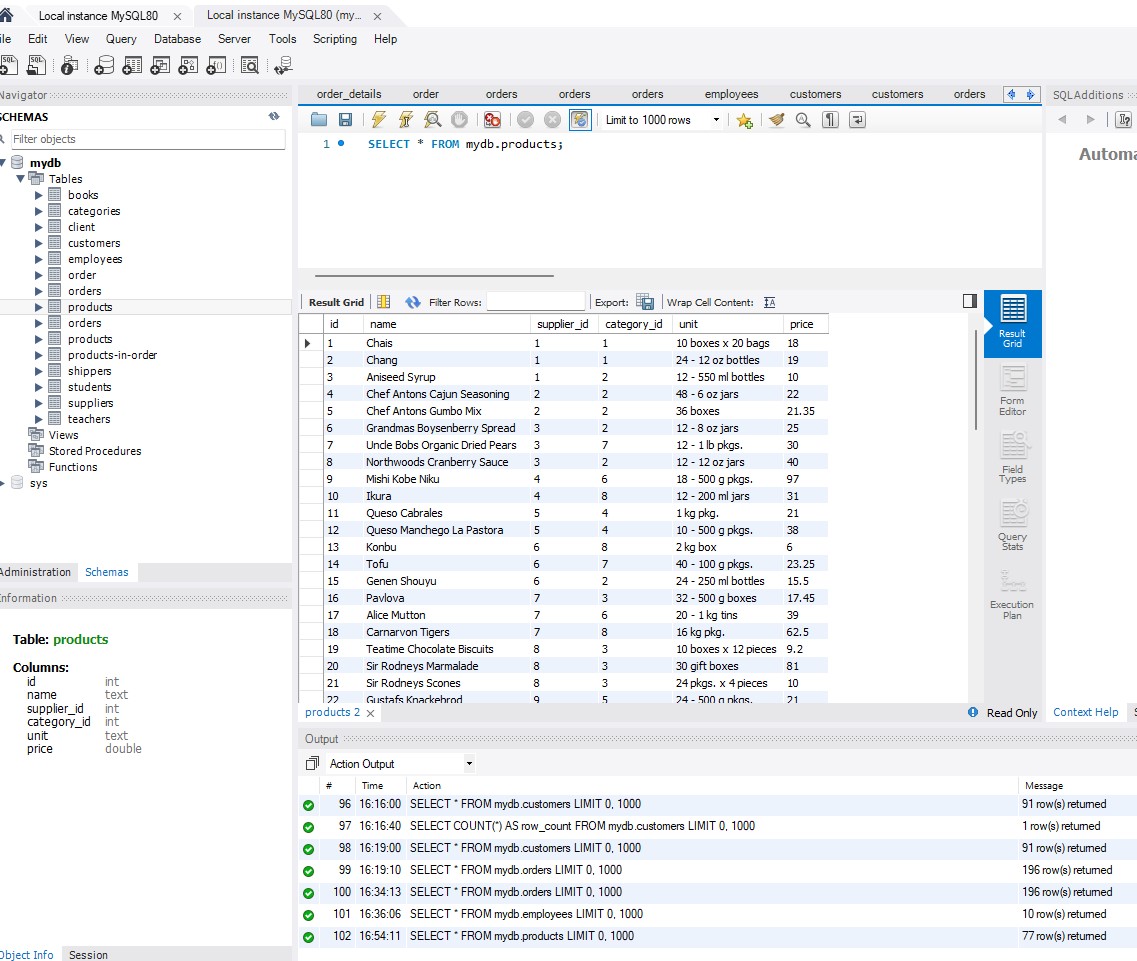 Local instance MySQL80 Local instance MySQL80 (my...
ile Edit View Query Database Server Tools Scripting Help
Navigator
SCHEMAS
Filter objects
mydb
Tables
books
categories
client
customers
employees
order
orders
products
orders
products
products-in-order
shippers
students
suppliers
teachers
Views
Stored Procedures
Functions
sys
Administration Schemas
Information
Table: products
Columns:
id int
name text
supplier_id int
category_id int
unit text
price double
Object Info Session
order_details order orders orders orders employees customers customers orders
Limit to 1000 rows
1 SELECT * FROM mydb.products;
Result Grid Filter Rows: Export: Wrap Cell Content: IA
id name supplier_id category_id unit price
1 Chais 1 1 10 boxes x 20 bags 18
2 Chang 1 1 24 - 12 oz bottles 19
3 Aniseed Syrup 1 2 12 - 550 ml bottles 10
4 Chef Antons Cajun Seasoning 2 2 48 - 6 oz jars 22
5 Chef Antons Gumbo Mix 2 2 36 boxes 21.35
6 Grandmas Boysenberry Spread 3 2 12 - 8 oz jars 25
7 Uncle Bobs Organic Dried Pears 3 7 12 - 1 lb pkgs. 30
8 Northwoods Cranberry Sauce 3 2 12 - 12 oz jars 40
9 Mishi Kobe Niku 4 6 18 - 500 g pkgs. 97
10 Ikura 4 8 12 - 200 ml jars 31
11 Queso Cabrales 5 4 1 kg pkg. 21
12 Queso Manchego La Pastora 5 4 10 - 500 g pkgs. 38
13 Konbu 6 8 2 kg box 6
14 Tofu 6 7 40 - 100 g pkgs. 23.25
15 Genen Shouyu 6 2 24 - 250 ml bottles 15.5
16 Pavlova 7 3 32 - 500 g boxes 17.45
17 Alice Mutton 7 6 20 - 1 kg tins 39
18 Carnarvon Tigers 7 8 16 kg pkg. 62.5
19 Teatime Chocolate Biscuits 8 3 10 boxes x 12 pieces 9.2
20 Sir Rodneys Marmalade 8 3 30 gift boxes 81
21 Sir Rodneys Scones 8 3 24 pkgs. x 4 pieces 10
22 Gustafs Knackebrod 9 5 24 - 500 g pkgs. 21
Result
Grid
Form
Editor
Field
Types
Query
Stats
Execution
Plan
products 2 Read Only
SQLAdditions
Automa
Context Help S
Output
Action Output
# Time Action Message
96 16:16:00 SELECT * FROM mydb.customers LIMIT 0, 1000 91 row(s) returned
97 16:16:40 SELECT COUNT(*) AS row_count FROM mydb.customers LIMIT 0, 1000 1 row(s) returned
98 16:19:00 SELECT * FROM mydb.customers LIMIT 0, 1000 91 row(s) returned
99 16:19:10 SELECT * FROM mydb.orders LIMIT 0, 1000 196 row(s) returned
100 16:34:13 SELECT * FROM mydb.orders LIMIT 0, 1000 196 row(s) returned
101 16:36:06 SELECT * FROM mydb.employees LIMIT 0, 1000 10 row(s) returned
102 16:54:11 SELECT * FROM mydb.products LIMIT 0, 1000 77 row(s) returned